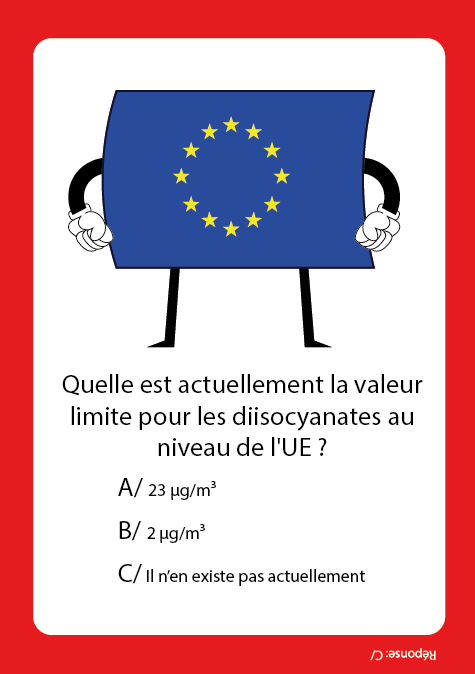 Quelle est actuellement la valeur
limite pour les diisocyanates au
niveau de l'UE ?
A/ 23 µg/m³
B/ 2 µg/m³
C/ Il n’en existe pas actuellement
Réponse: C/